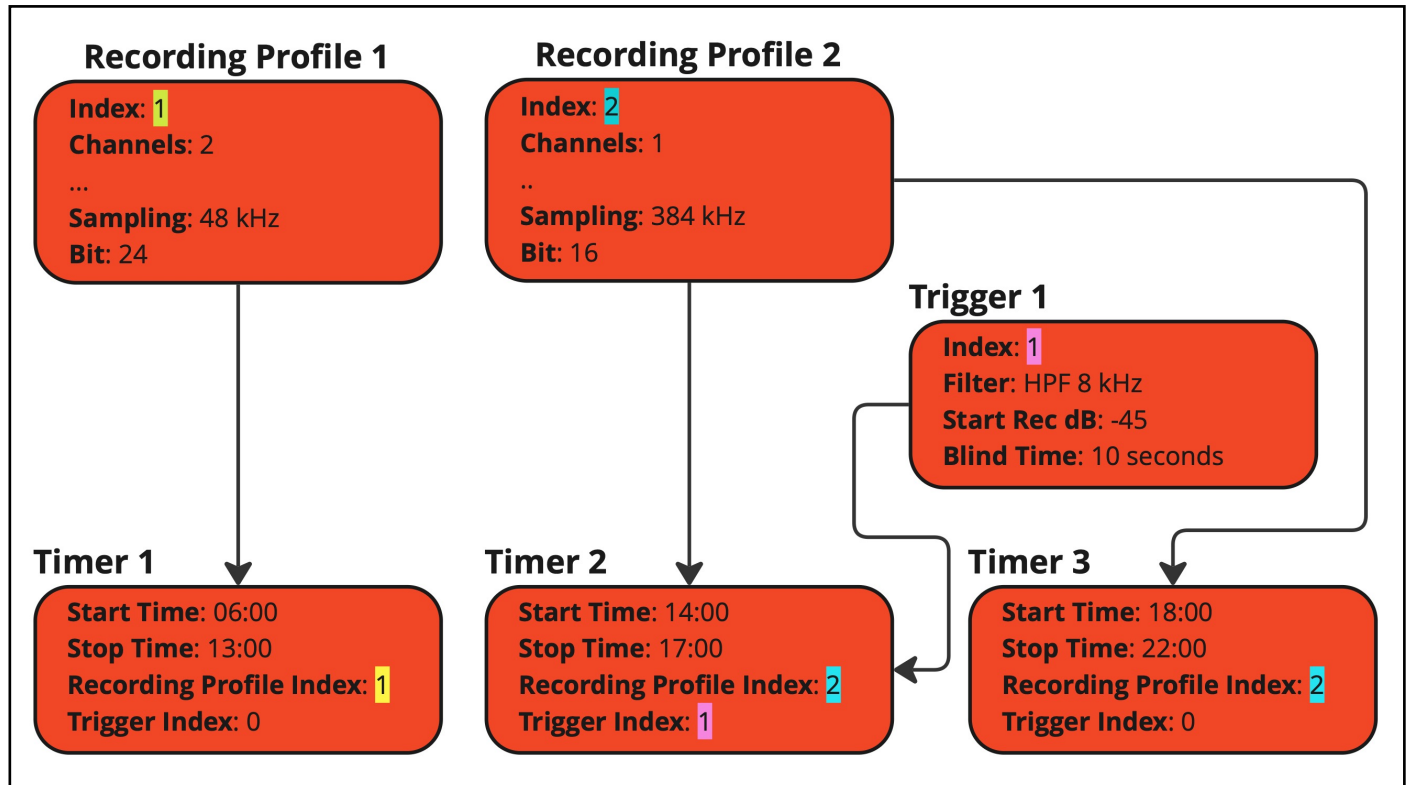 Recording Profile 1
Index: 1
Channels: 2
...
Sampling: 48 kHz
Bit: 24
Recording Profile 2
Index: 2
Channels: 1
..
Sampling: 384 kHz
Bit: 16
Trigger 1
Index: 1
Filter: HPF 8 kHz
Start Rec dB: -45
Blind Time: 10 seconds
Timer 1
Start Time: 06:00
Stop Time: 13:00
Recording Profile Index: 1
Trigger Index: 0
Timer 2
Start Time: 14:00
Stop Time: 17:00
Recording Profile Index: 2
Trigger Index: 1
Timer 3
Start Time: 18:00
Stop Time: 22:00
Recording Profile Index: 2
Trigger Index: 0